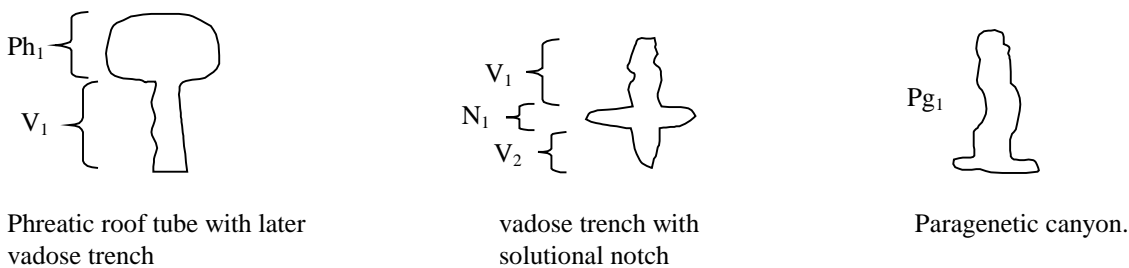 Ph₁
V₁
Phreatic roof tube with later
vadose trench
V₁
N₁
V₂
vadose trench with
solutional notch
Pg₁
Paragenetic canyon.